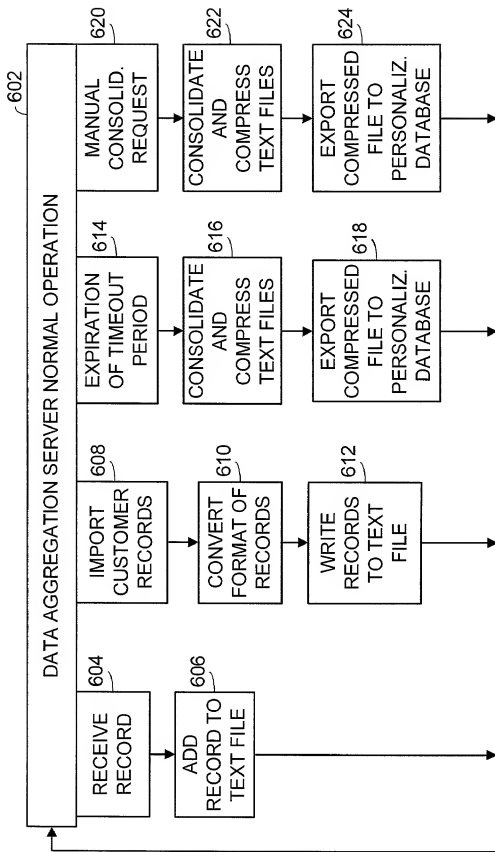 602
DATA AGGREGATION SERVER NORMAL OPERATION
604
RECEIVE
RECORD
606
ADD
RECORD TO
TEXT FILE
608
IMPORT
CUSTOMER
RECORDS
610
CONVERT
FORMAT OF
RECORDS
612
WRITE
RECORDS
TO TEXT
FILE
614
EXPIRATION
OF TIMEOUT
PERIOD
616
CONSOLIDATE
AND
COMPRESS
TEXT FILES
618
EXPORT
COMPRESSED
FILE TO
PERSONALIZ.
DATABASE
620
MANUAL
CONSOLID.
REQUEST
622
CONSOLIDATE
AND
COMPRESS
TEXT FILES
624
EXPORT
COMPRESSED
FILE TO
PERSONALIZ.
DATABASE